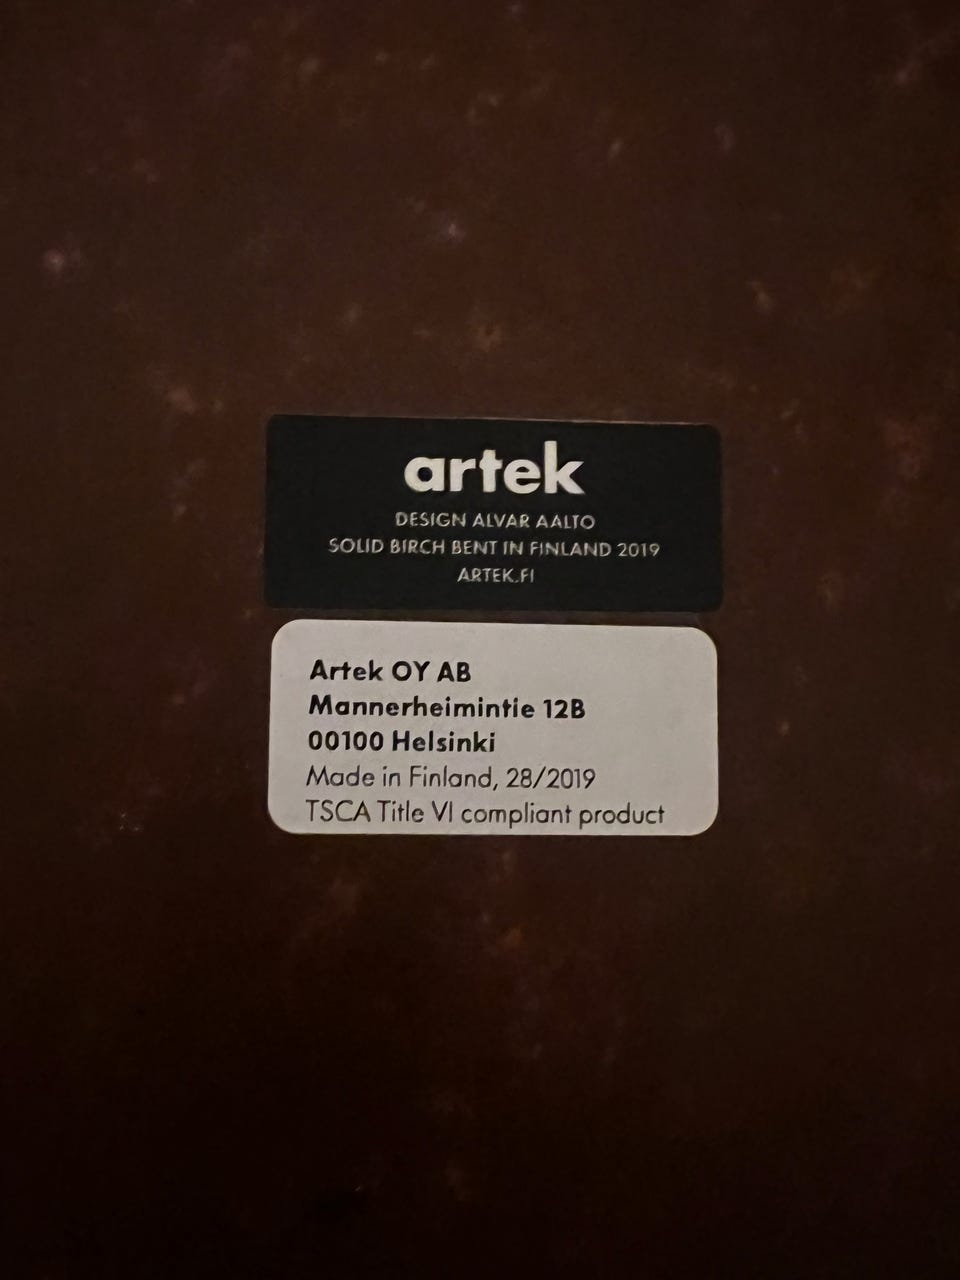 artek
DESIGN ALVAR AALTO
SOLID BIRCH BENT IN FINLAND 2019
ARTEK.FI
Artek OY AB
Mannerheimintie 12B
00100 Helsinki
Made in Finland, 28/2019
TSCA Title VI compliant product